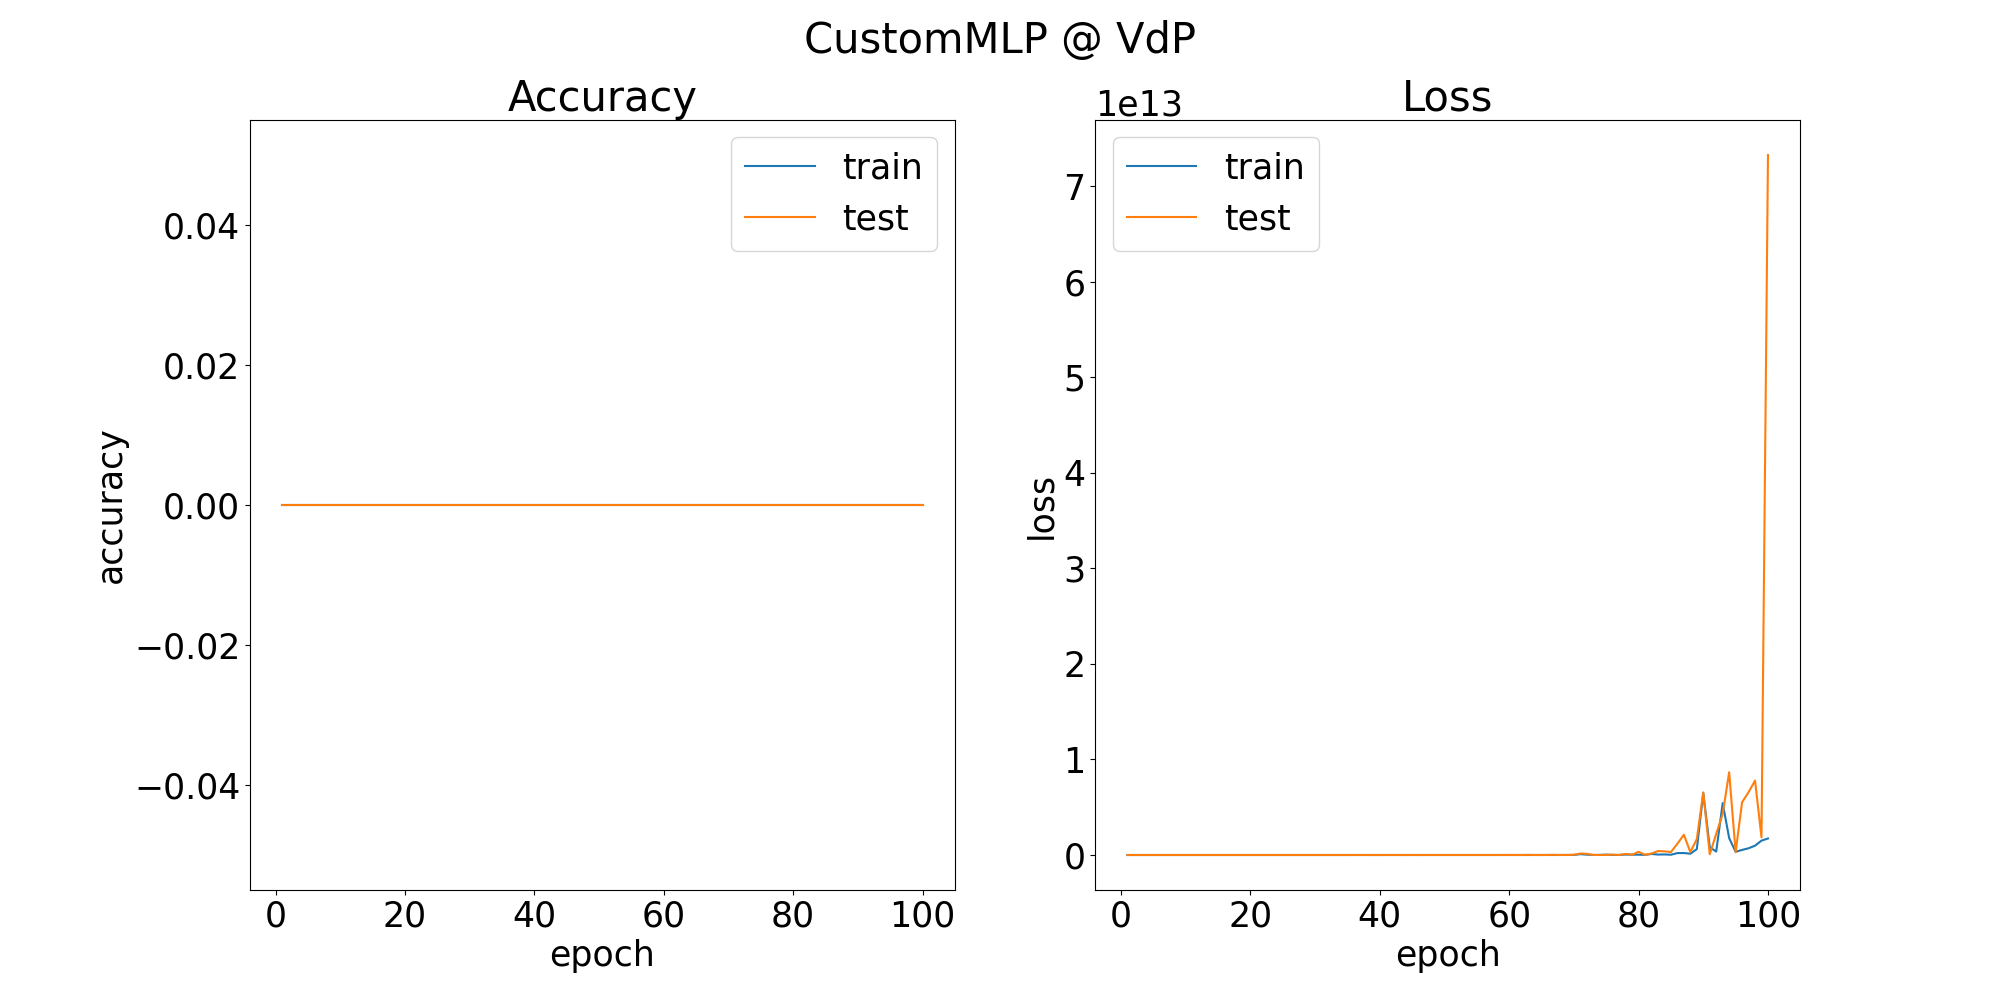 CustomMLP @ VdP
Accuracy
train
test
0.04
0.02
0.00
−0.02
−0.04
accuracy
0 20 40 60 80 100
epoch
Loss
1e13
train
test
7
6
5
4
3
2
1
0
loss
0 20 40 60 80 100
epoch